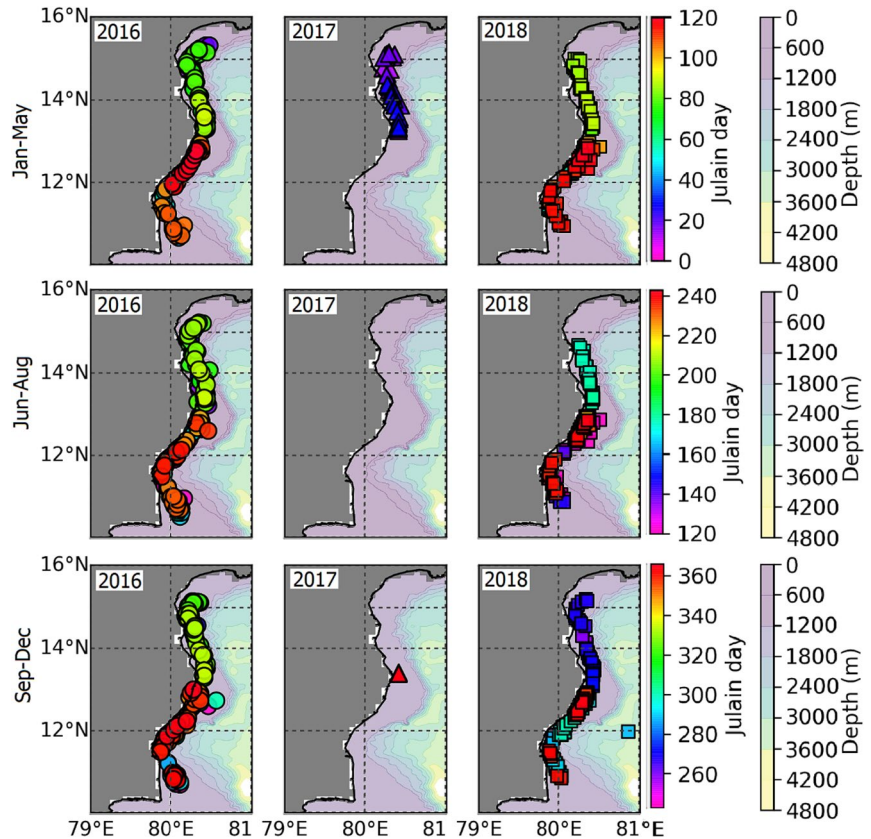 2016 2017 2018
16°N
14°N
12°N
Jan-May
120
100
80
60
40
20
0
Julain day
0
600
1200
1800
2400
3000
3600
4200
4800
Depth (m)
2016 2017 2018
16°N
14°N
12°N
Jun-Aug
240
220
200
180
160
140
120
Julain day
0
600
1200
1800
2400
3000
3600
4200
4800
Depth (m)
2016 2017 2018
16°N
14°N
12°N
Sep-Dec
360
340
320
300
280
260
Julain day
0
600
1200
1800
2400
3000
3600
4200
4800
Depth (m)
79°E 80°E 81°E 79°E 80°E 81°E 79°E 80°E 81°E